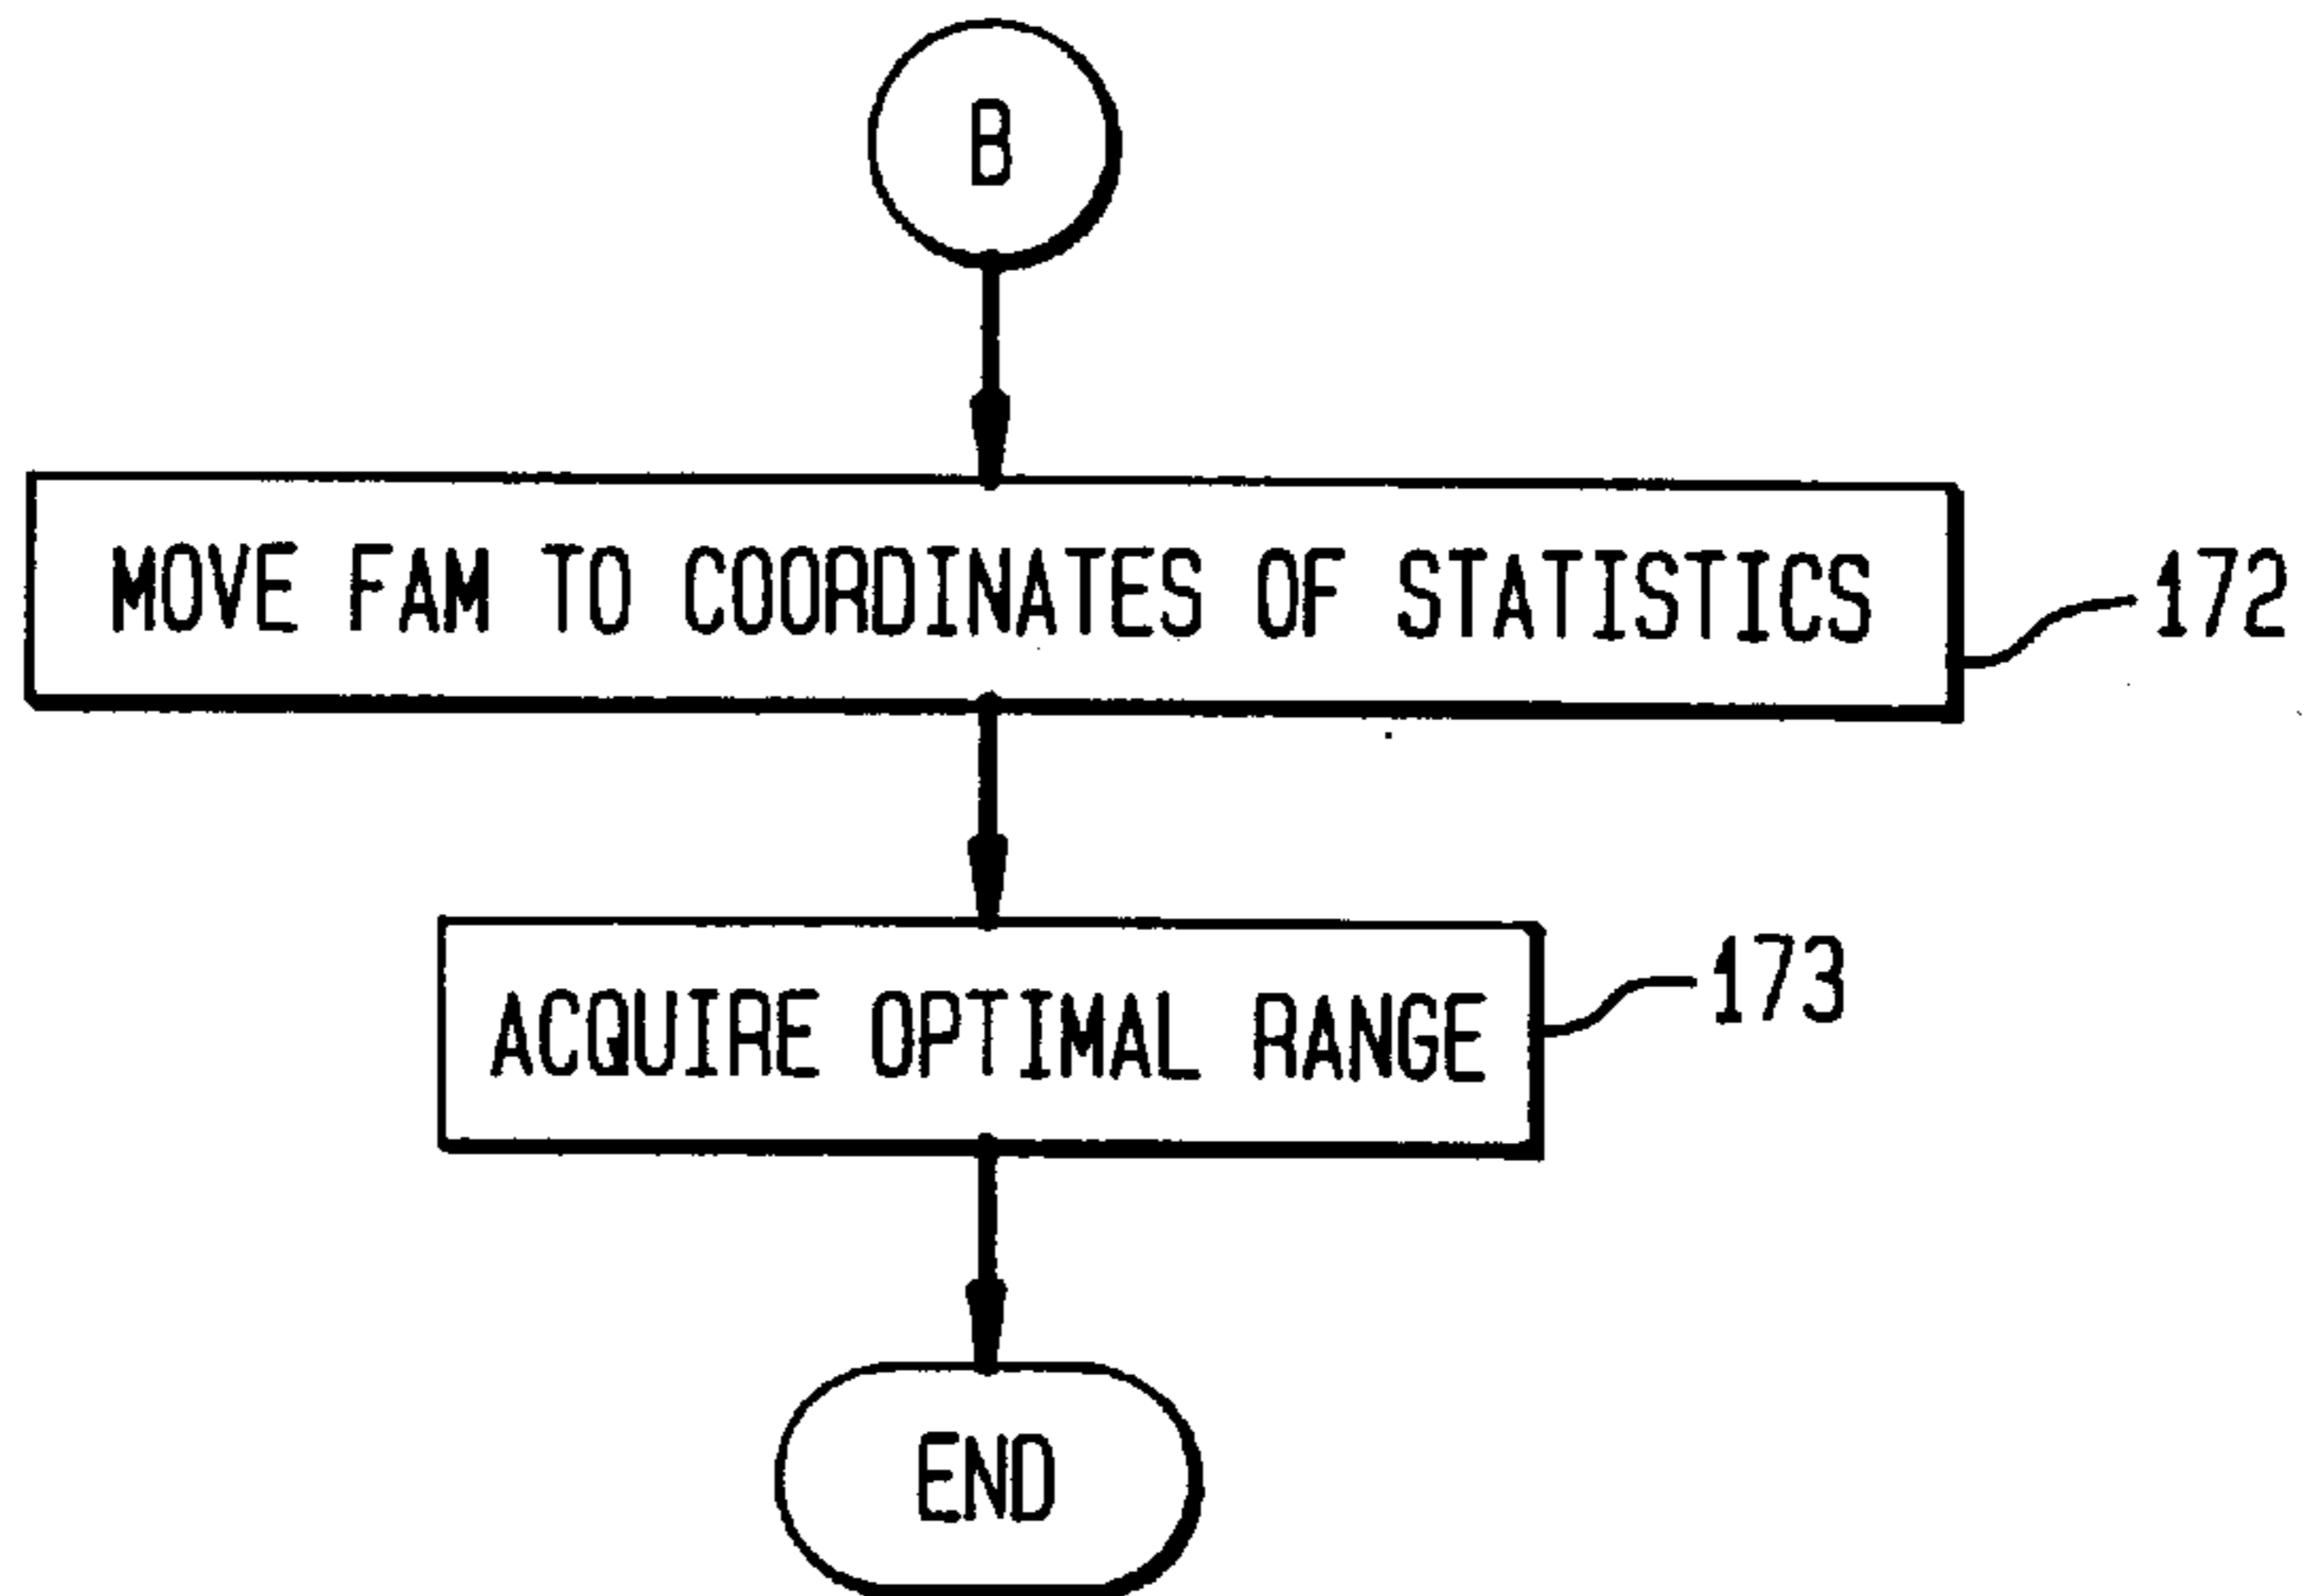 B
MOVE FAM TO COORDINATES OF STATISTICS
172
ACQUIRE OPTIMAL RANGE
173
END